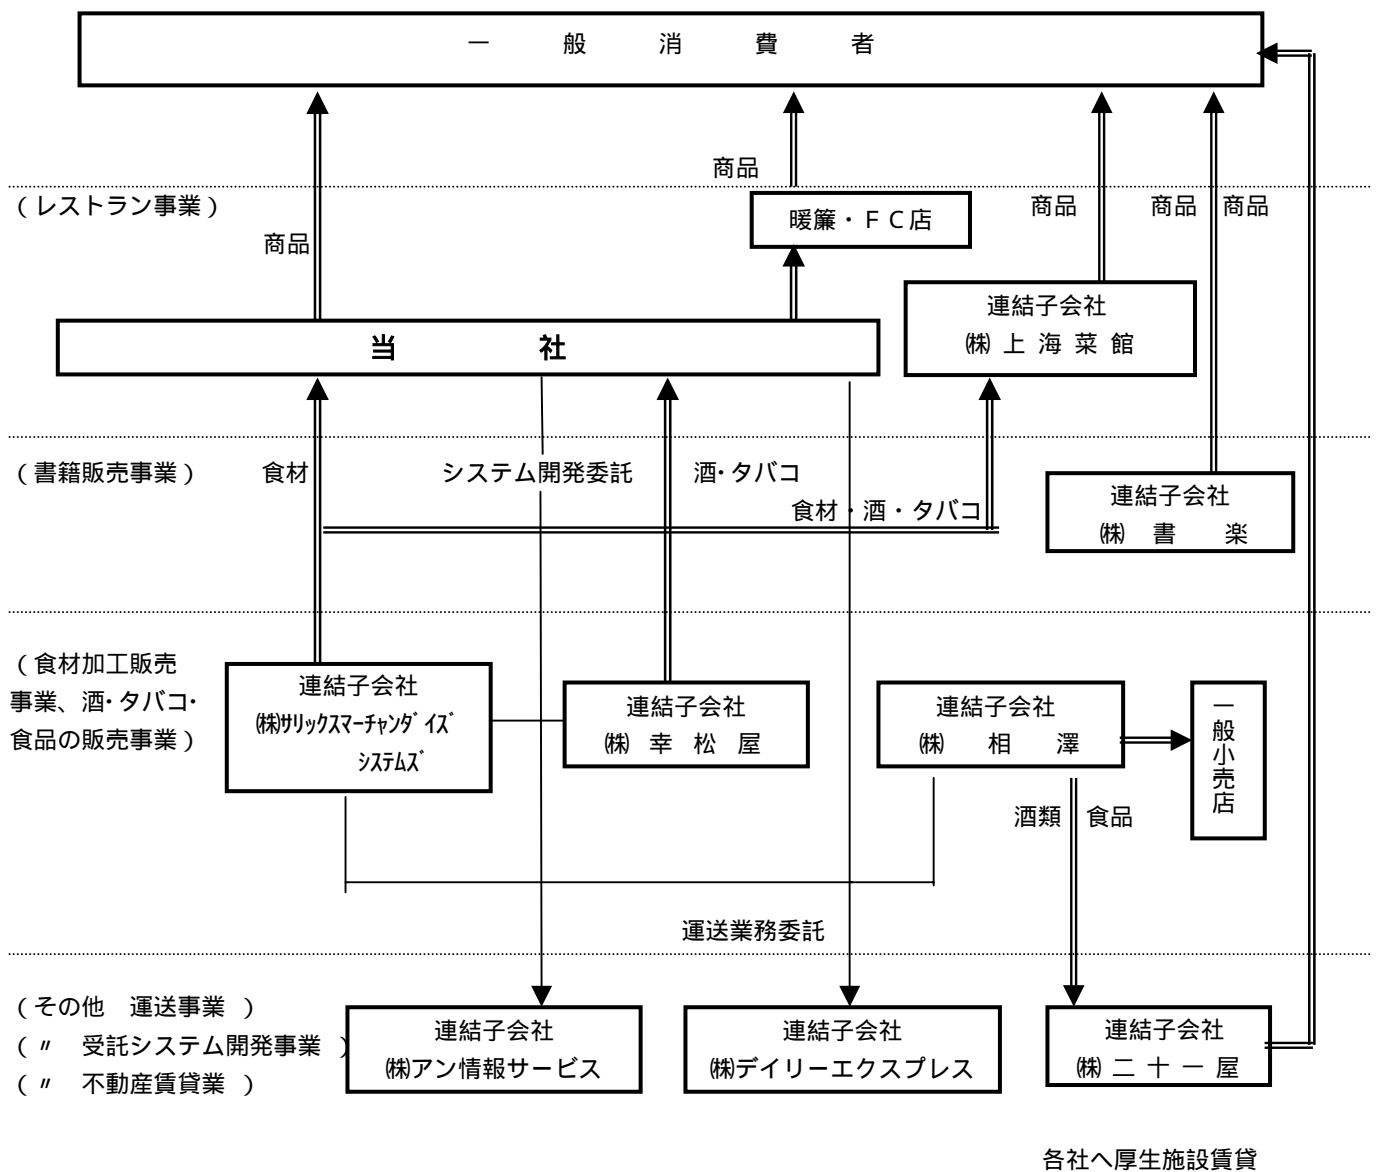 一 般 消 費 者
商品
(レストラン事業)
商品
暖簾・FC店
商品
商品
商品
連結子会社
㈱ 上 海 菜 館
当 社
(書籍販売事業)
食材
システム開発委託
酒・タバコ
食材・酒・タバコ
連結子会社
㈱ 書 楽
(食材加工販売
事業、酒・タバコ・
食品の販売事業)
連結子会社
㈱ｻﾘｯｸｽﾏｰﾁｬﾝﾀﾞｲｽﾞ
ｼｽﾃﾑｽﾞ
連結子会社
㈱ 幸 松 屋
連結子会社
㈱ 相 澤
一般小売店
酒類
食品
運送業務委託
(その他 運送事業 )
(〃 受託システム開発事業 )
(〃 不動産賃貸業 )
連結子会社
㈱アン情報サービス
連結子会社
㈱デイリーエクスプレス
連結子会社
㈱ 二 十 一 屋
各社へ厚生施設賃貸